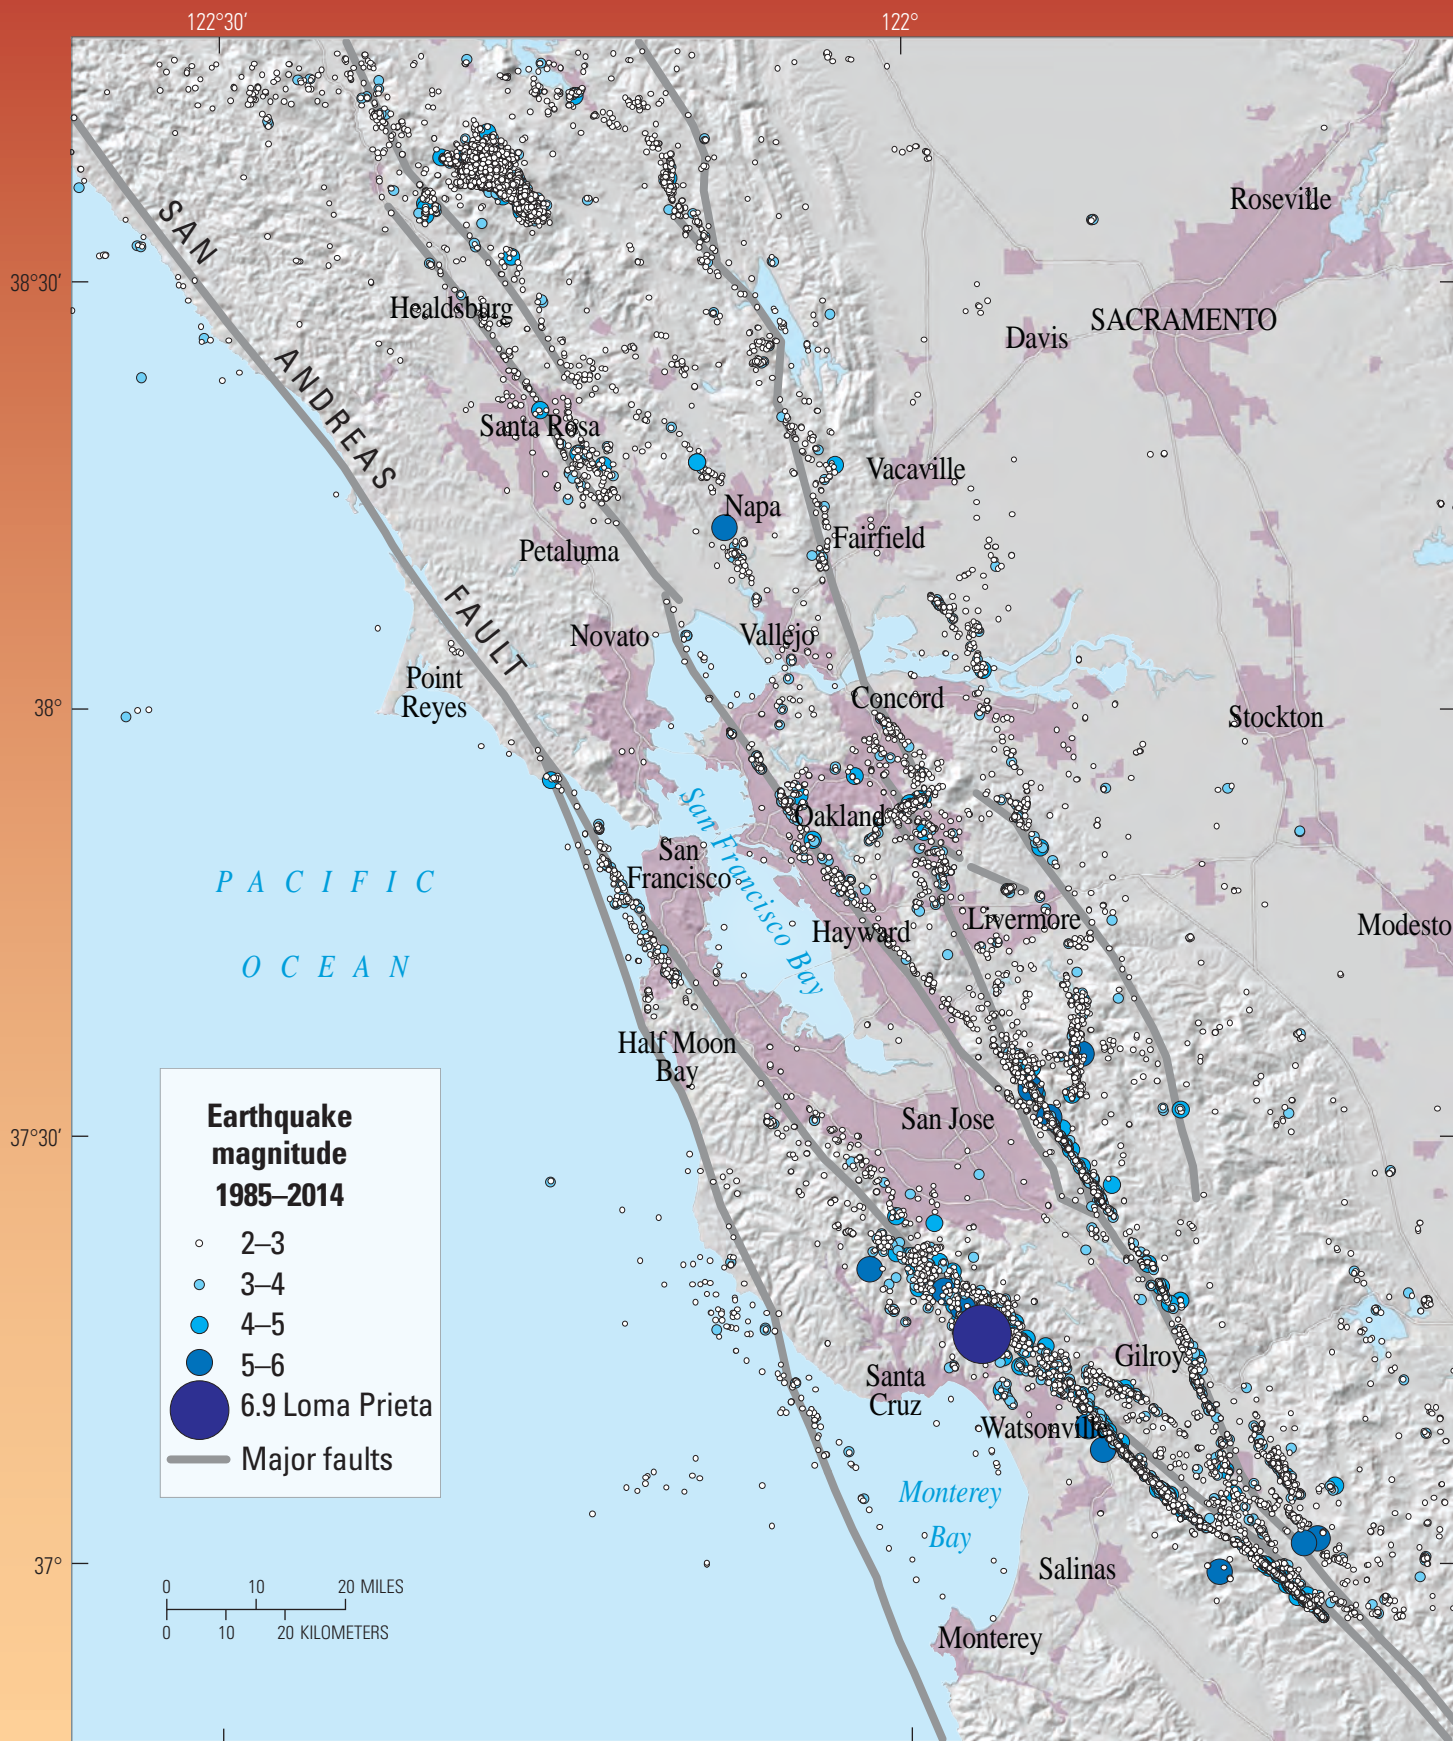 122°30′
122°
38°30′
38°
37°30′
37°
SAN
ANDREAS
FAULT
Roseville
SACRAMENTO
Davis
Healdsburg
Santa Rosa
Vacaville
Napa
Fairfield
Petaluma
Novato
Vallejo
Point
Reyes
Concord
Stockton
San Francisco Bay
Oakland
San
Francisco
PACIFIC
OCEAN
Hayward
Livermore
Modesto
Half Moon
Bay
San Jose
Gilroy
Santa
Cruz
Watsonville
Monterey
Bay
Salinas
Monterey
Earthquake
magnitude
1985–2014
2–3
3–4
4–5
5–6
6.9 Loma Prieta
Major faults
0 10 20 MILES
0 10 20 KILOMETERS